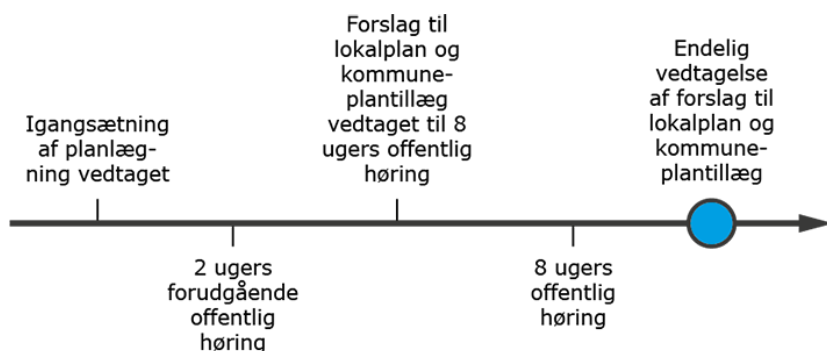 Igangsætning
af planlæg-
ning vedtaget
2 ugers
forudgående
offentlig
høring
Forslag til
lokalplan og
kommune-
plantillæg
vedtaget til 8
ugers offentlig
høring
8 ugers
offentlig
høring
Endelig
vedtagelse
af forslag til
lokalplan og
kommune-
plantillæg